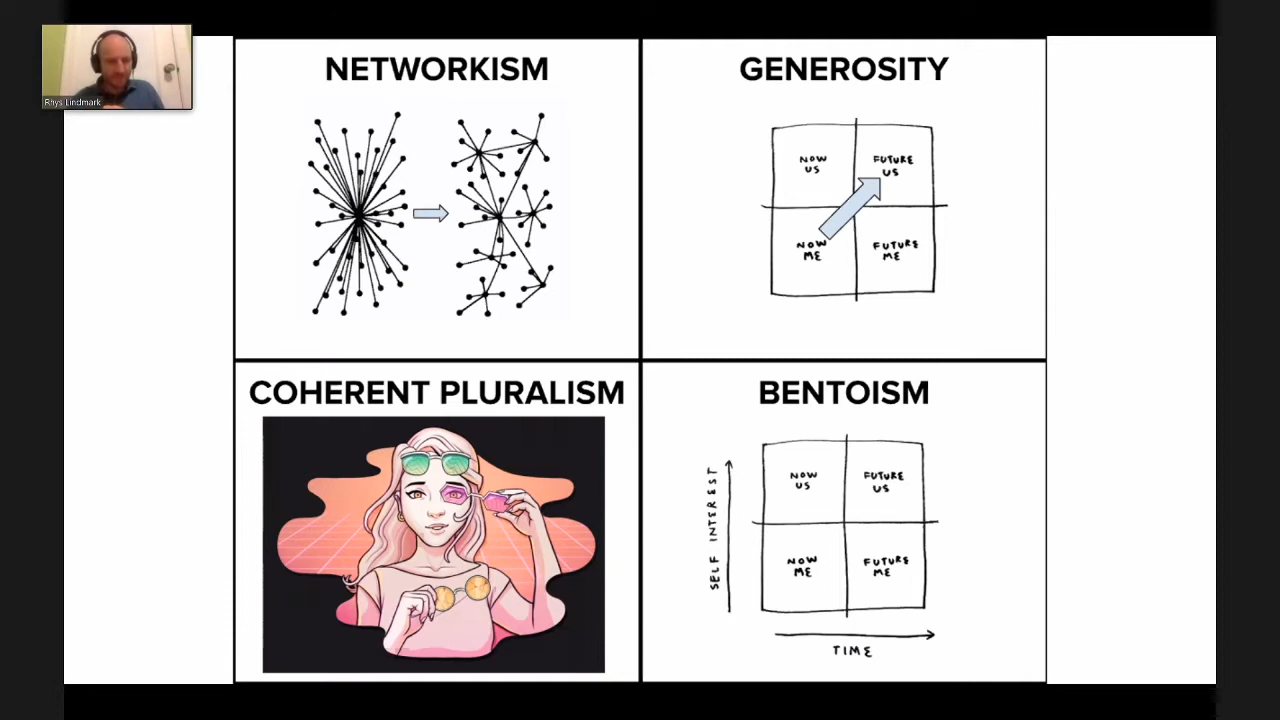 Rhys Lindmark
NETWORKISM
GENEROSITY
NOW
US
FUTURE
US
NOW
ME
FUTURE
ME
COHERENT PLURALISM
BENTOISM
SELF INTEREST
NOW
US
FUTURE
US
NOW
ME
FUTURE
ME
TIME